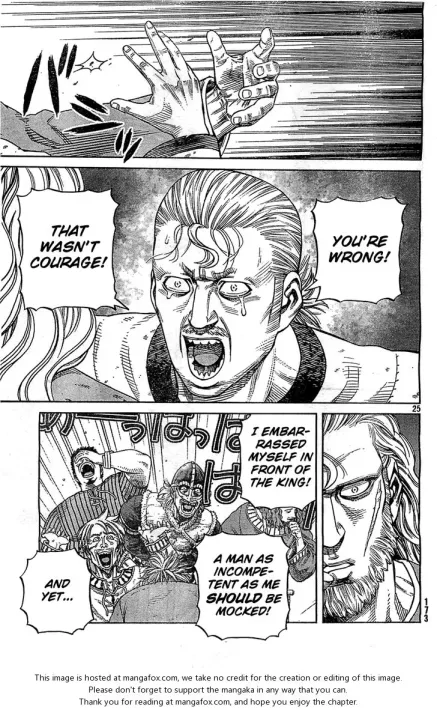 YOU'RE
WRONG!
THAT
WASN'T
COURAGE!
25
I EMBAR-
RASSED
MYSELF IN
FRONT OF
THE KING!
A MAN AS
INCOMPE-
TENT AS ME
SHOULD BE
MOCKED!
AND
YET...
173
This image is hosted at mangafox.com, we take no credit for the creation or editing of this image.
Please don't forget to support the mangaka in any way that you can.
Thank you for reading at mangafox.com, and hope you enjoy the chapter.